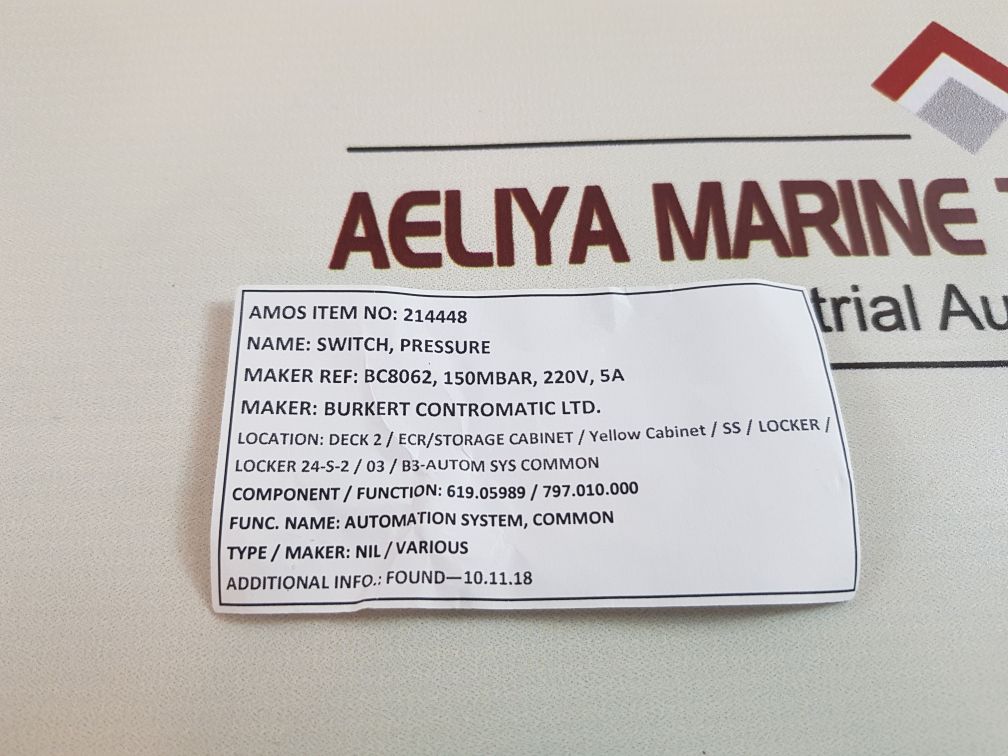 AELIYA MARINE
trial Au
AMOS ITEM NO: 214448
NAME: SWITCH, PRESSURE
MAKER REF: BC8062, 150MBAR, 220V, 5A
MAKER: BURKERT CONTROMATIC LTD.
LOCATION: DECK 2 / ECR/STORAGE CABINET / Yellow Cabinet / SS / LOCKER /
LOCKER 24-S-2 / 03 / B3-AUTOM SYS COMMON
COMPONENT / FUNCTION: 619.05989 / 797.010.000
FUNC. NAME: AUTOMATION SYSTEM, COMMON
TYPE / MAKER: NIL / VARIOUS
ADDITIONAL INFO.: FOUND—10.11.18